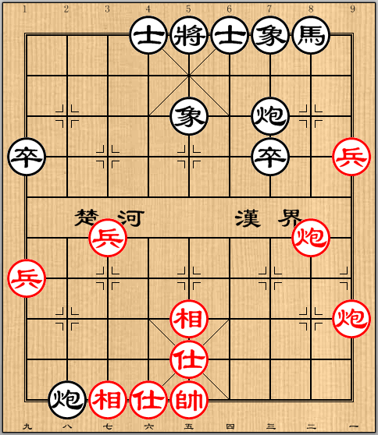 1 2 3 4 5 6 7 8 9
士 將 士 象 馬
象 炮
卒 卒 兵
楚 河 漢 界
兵 炮
兵
相 炮
仕
炮 相 仕 帥
九 八 七 六 五 四 三 二 一